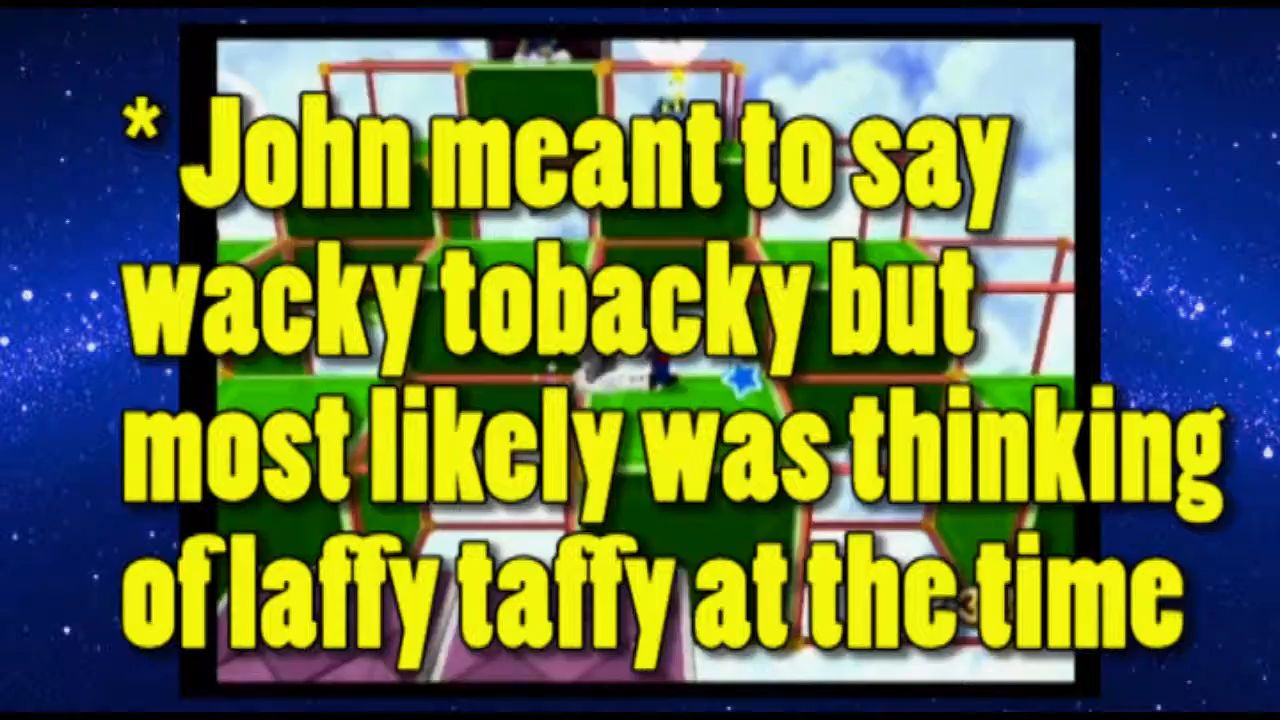 * John meant to say
wacky tobacky but
most likely was thinking
of laffy taffy at the time